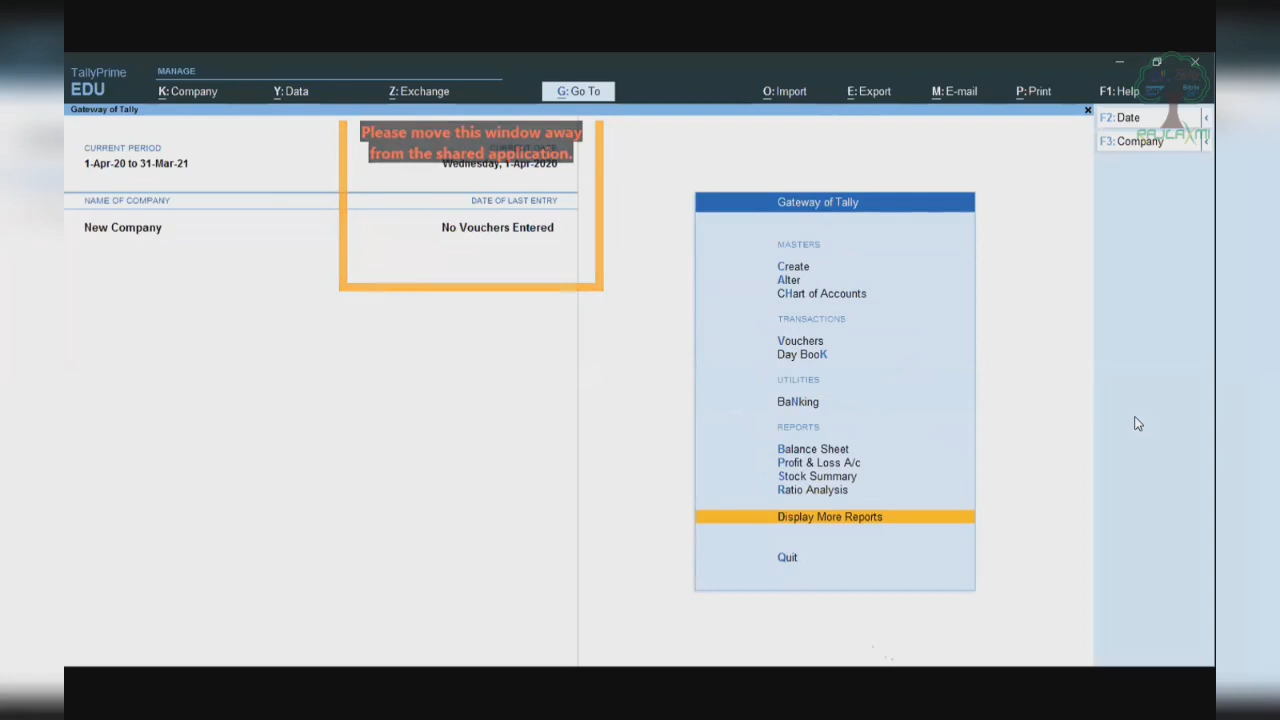 TallyPrime
EDU
MANAGE
K: Company
Y: Data
Z: Exchange
G: Go To
O: Import
E: Export
M: E-mail
P: Print
F1: Help
Gateway of Tally
F2: Date
F3: Company
CURRENT PERIOD
1-Apr-20 to 31-Mar-21
Please move this window away
from the shared application.
Wednesday, 1-Apr-2020
NAME OF COMPANY
DATE OF LAST ENTRY
New Company
No Vouchers Entered
Gateway of Tally
MASTERS
Create
Alter
CHart of Accounts
TRANSACTIONS
Vouchers
Day BooK
UTILITIES
BaNking
REPORTS
Balance Sheet
Profit & Loss A/c
Stock Summary
Ratio Analysis
Display More Reports
Quit